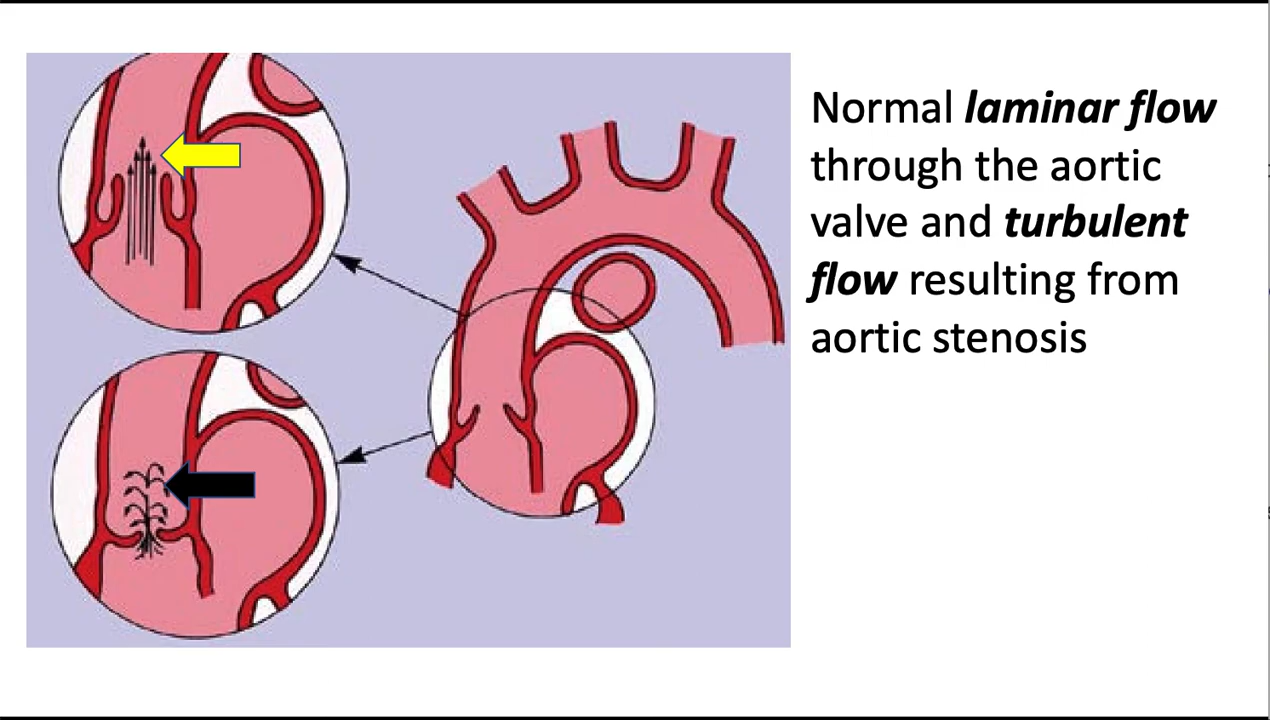 Normal laminar flow
through the aortic
valve and turbulent
flow resulting from
aortic stenosis